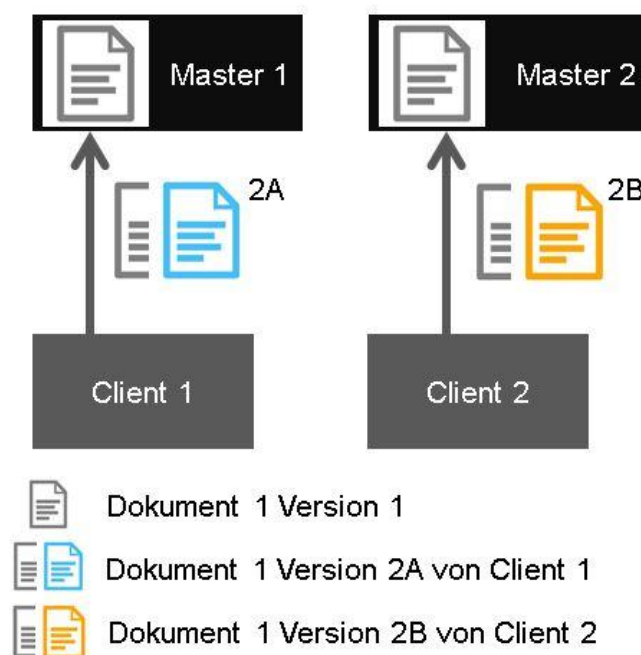 Master 1
Master 2
2A
2B
Client 1
Client 2
Dokument 1 Version 1
Dokument 1 Version 2A von Client 1
Dokument 1 Version 2B von Client 2